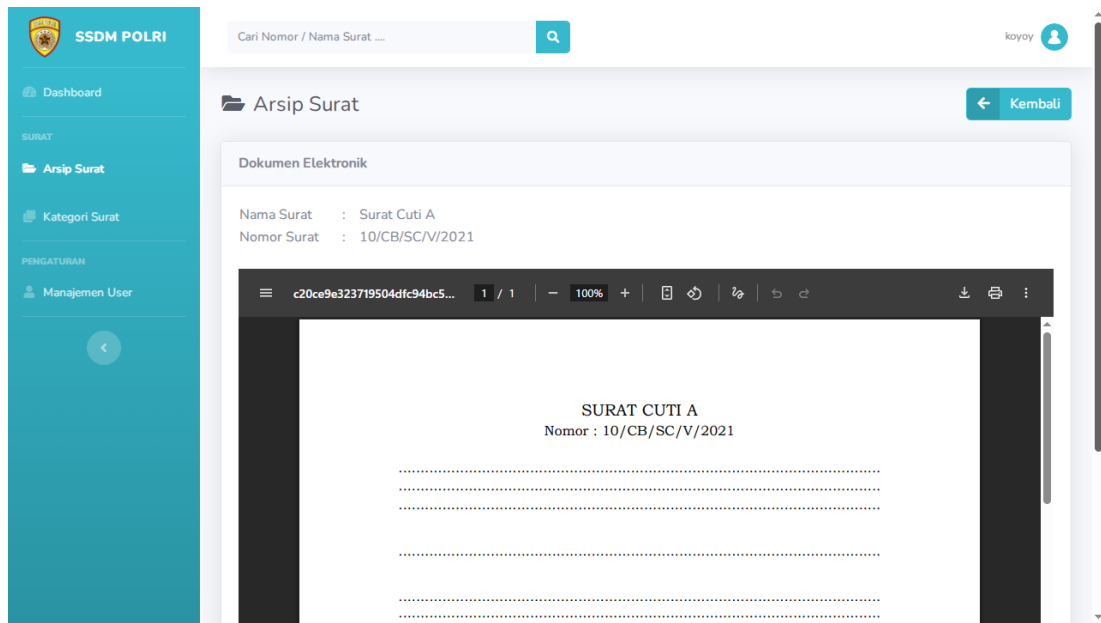 SSDM POLRI
Cari Nomor / Nama Surat ....
koyoy
Dashboard
Arsip Surat
Kembali
SURAT
Arsip Surat
Dokumen Elektronik
Kategori Surat
Nama Surat : Surat Cuti A
Nomor Surat : 10/CB/SC/V/2021
PENGATURAN
Manajemen User
c20ce9e323719504dfc94bc5... 1 / 1 100%
SURAT CUTI A
Nomor : 10/CB/SC/V/2021
................................................................................
................................................................................
................................................................................
................................................................................
................................................................................
................................................................................